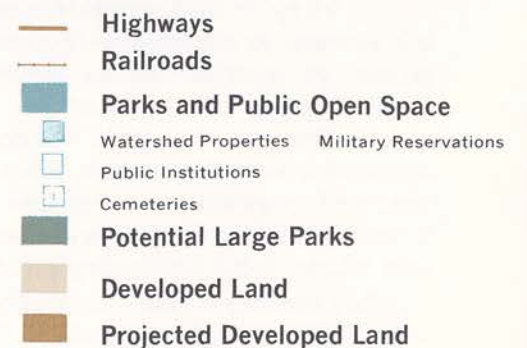 Highways
Railroads
Parks and Public Open Space
Watershed Properties Military Reservations
Public Institutions
Cemeteries
Potential Large Parks
Developed Land
Projected Developed Land